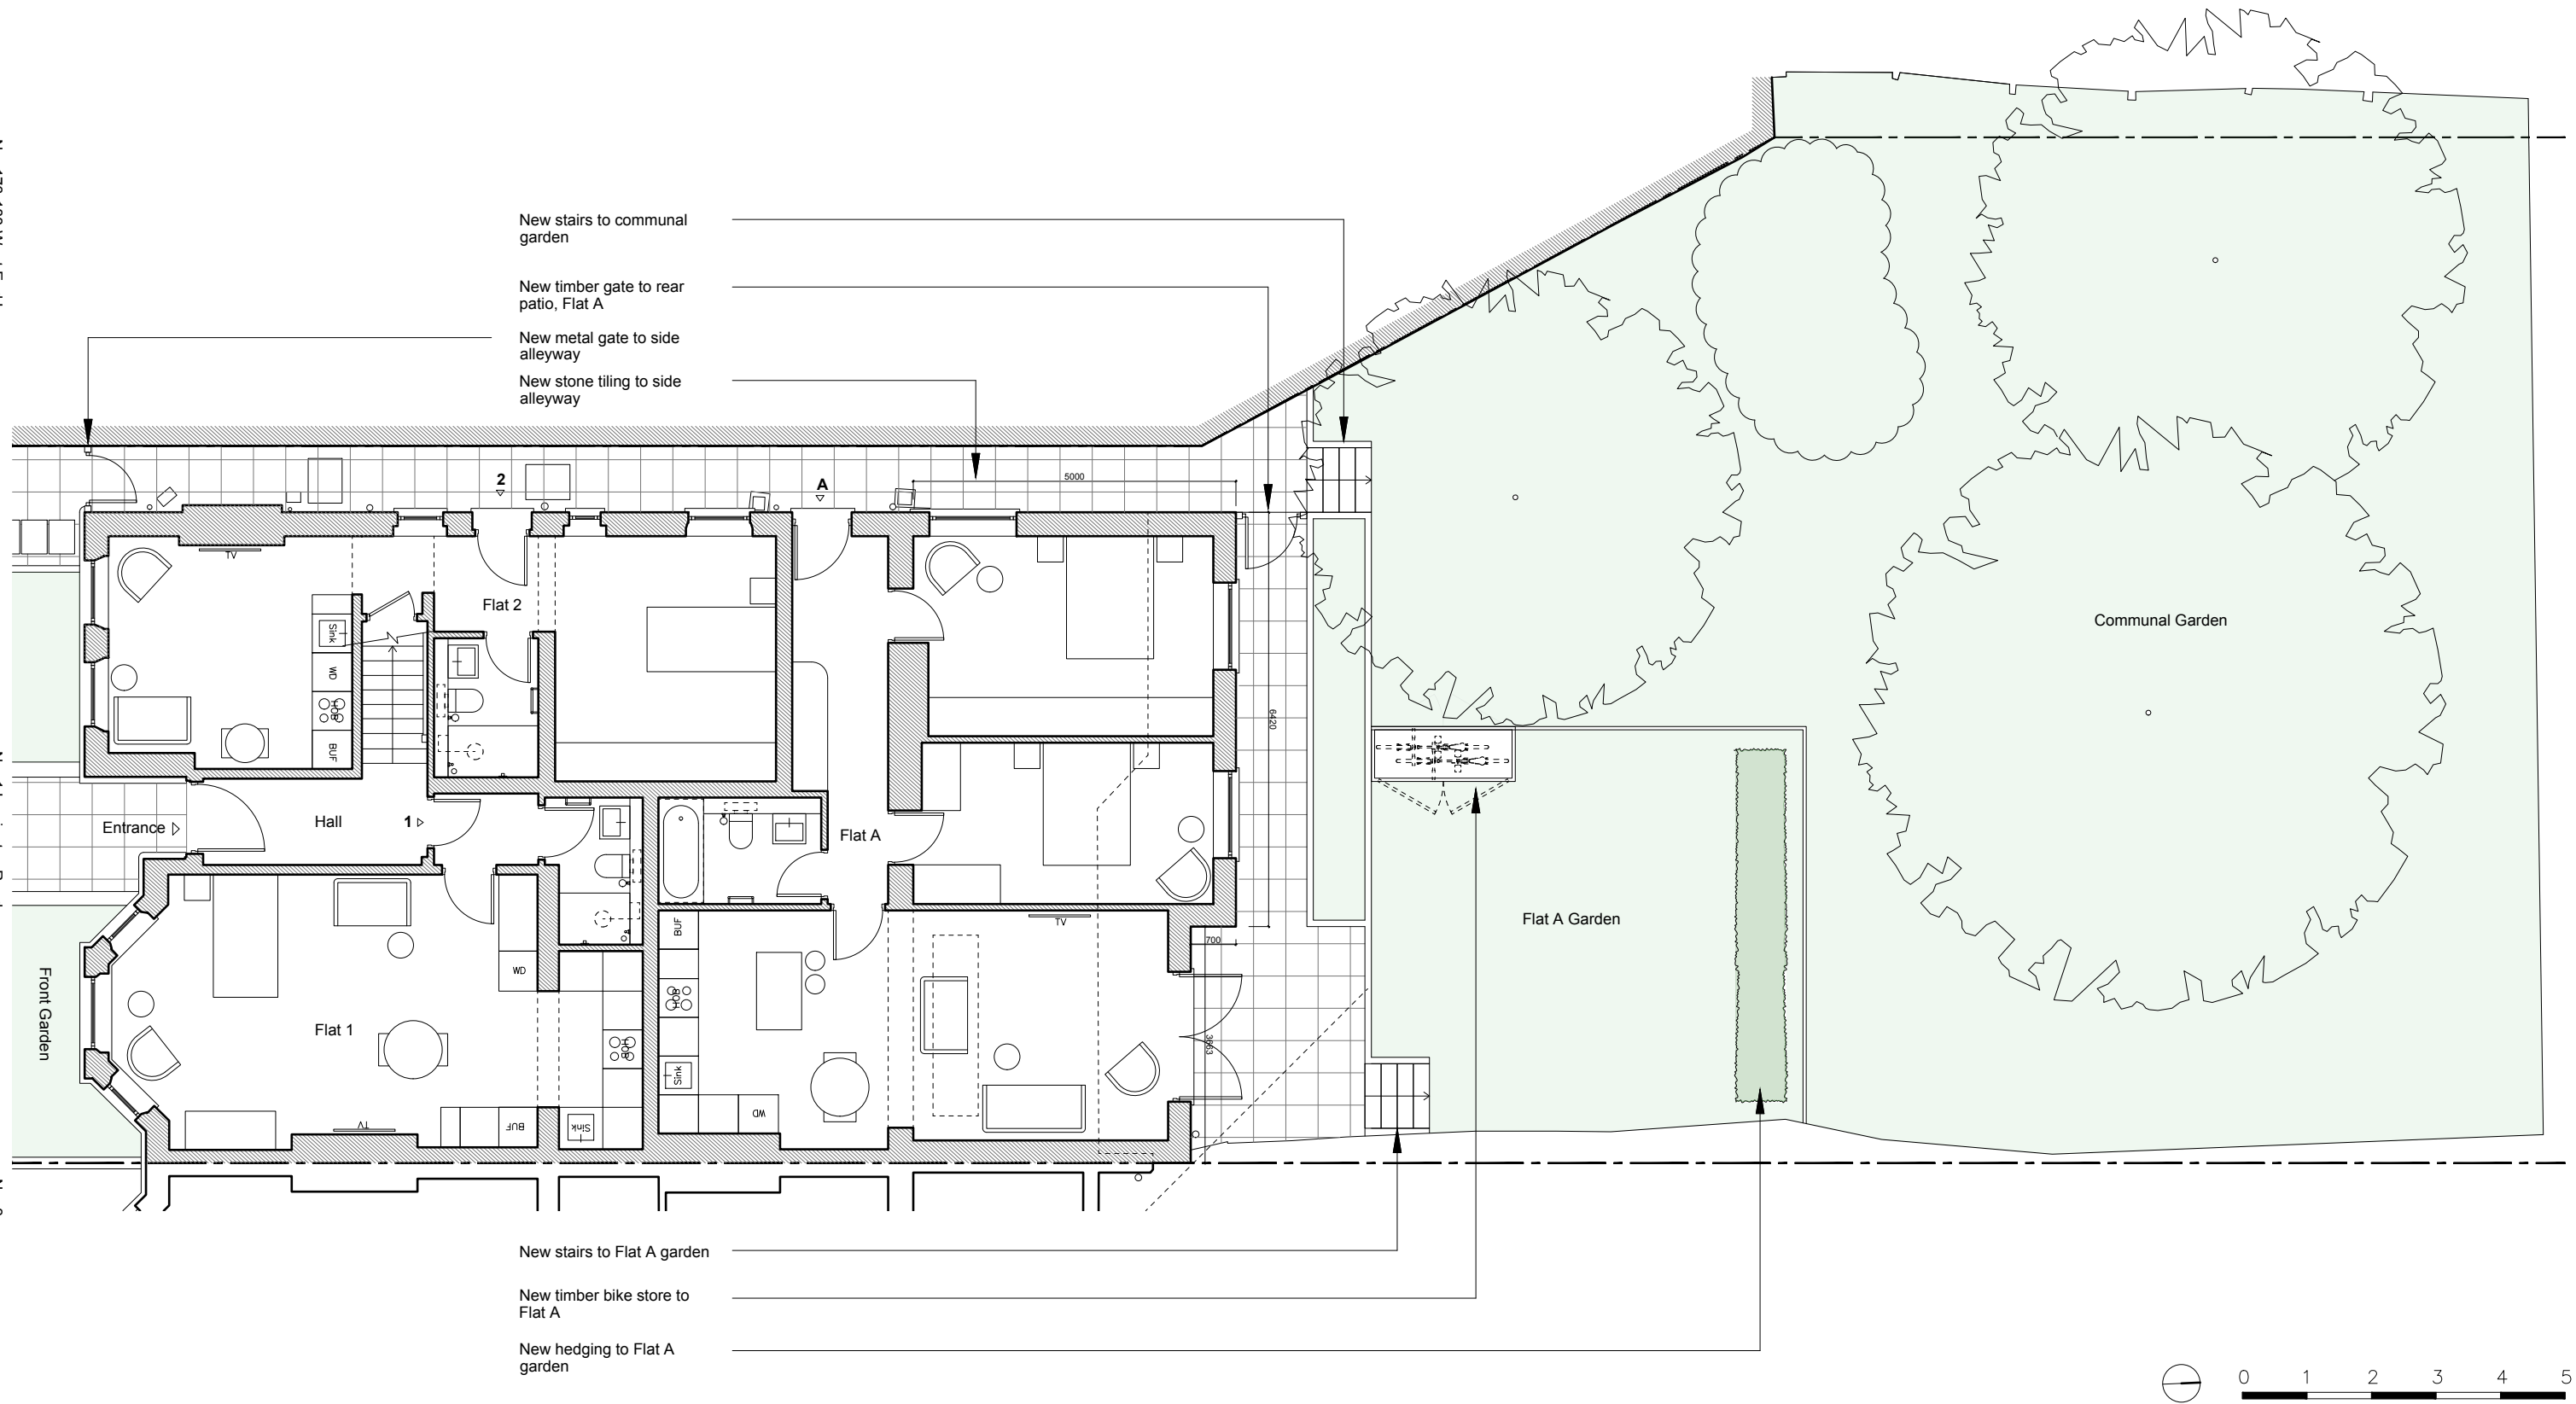 New stairs to communal
garden
New timber gate to rear
patio, Flat A
New metal gate to side
alleyway
New stone tiling to side
alleyway
2
A
5000
TV
Flat 2
Sink
WD
HOB
BUF
6420
Communal Garden
Entrance
Hall
1
Flat A
BUF
TV
700
Flat A Garden
Front Garden
WD
HOB
Flat 1
HOB
3663
Sink
WD
TV
BUF
Sink
New stairs to Flat A garden
New timber bike store to
Flat A
New hedging to Flat A
garden
0 1 2 3 4 5